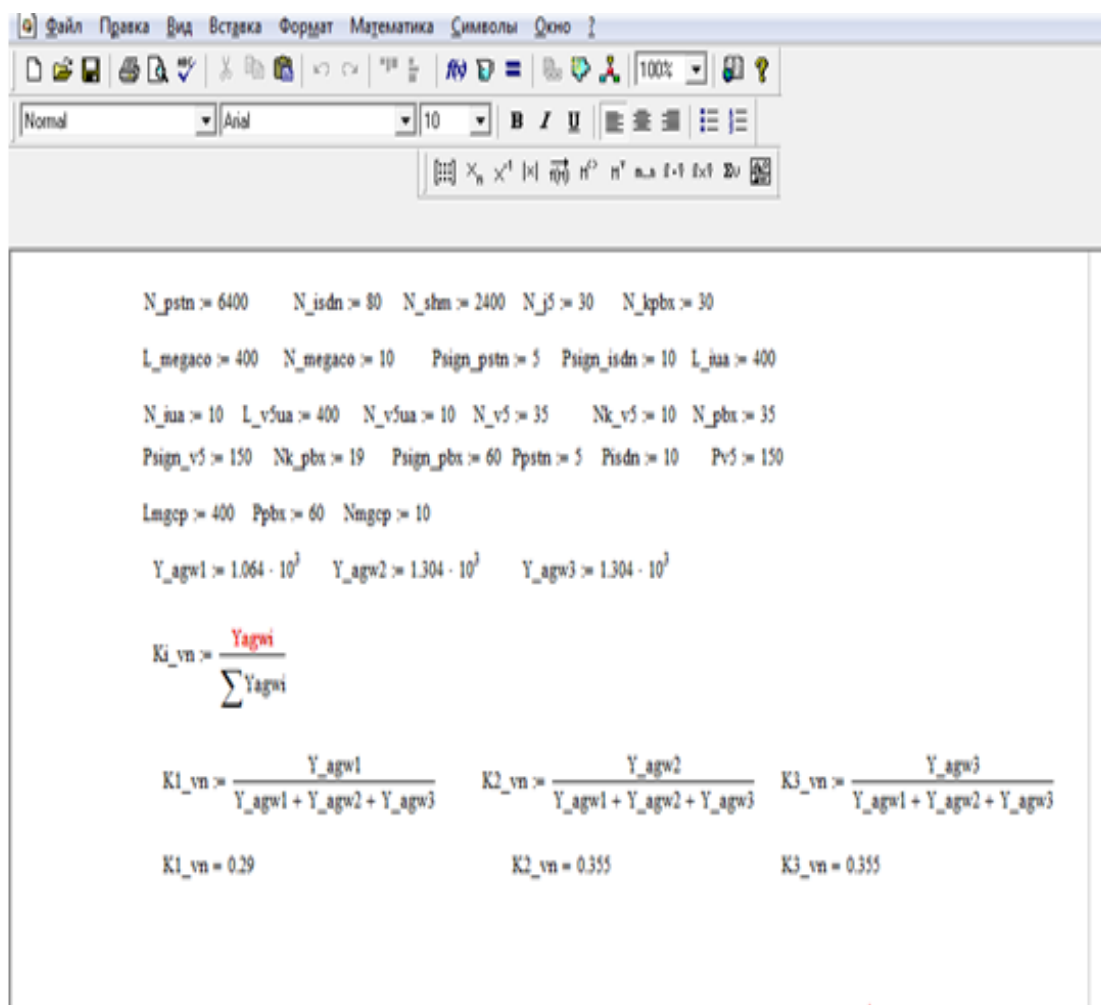 Файл Правка Вид Вставка Формат Математика Символы Окно ?
100%
Normal Arial 10 B I U
N_pstn := 6400 N_isdn := 80 N_shm := 2400 N_j5 := 30 N_kpbx := 30
L_megaco := 400 N_megaco := 10 Psign_pstn := 5 Psign_isdn := 10 L_iua := 400
N_iua := 10 L_v5ua := 400 N_v5ua := 10 N_v5 := 35 Nk_v5 := 10 N_pbx := 35
Psign_v5 := 150 Nk_pbx := 19 Psign_pbx := 60 Ppstn := 5 Pisdn := 10 Pv5 := 150
Lmgcp := 400 Ppbx := 60 Nmgcp := 10
Y_agw1 := 1.064 · 10³ Y_agw2 := 1.304 · 10³ Y_agw3 := 1.304 · 10³
Yagwi
Ki_vn :=
∑Yagwi
Y_agw1 Y_agw2 Y_agw3
K1_vn := K2_vn := K3_vn :=
Y_agw1 + Y_agw2 + Y_agw3 Y_agw1 + Y_agw2 + Y_agw3 Y_agw1 + Y_agw2 + Y_agw3
K1_vn = 0.29 K2_vn = 0.355 K3_vn = 0.355